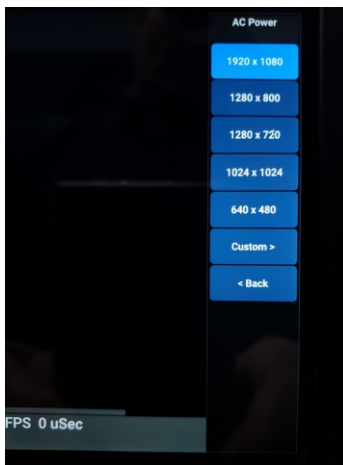 AC Power
1920 x 1080
1280 x 800
1280 x 720
1024 x 1024
640 x 480
Custom >
< Back
FPS 0 uSec